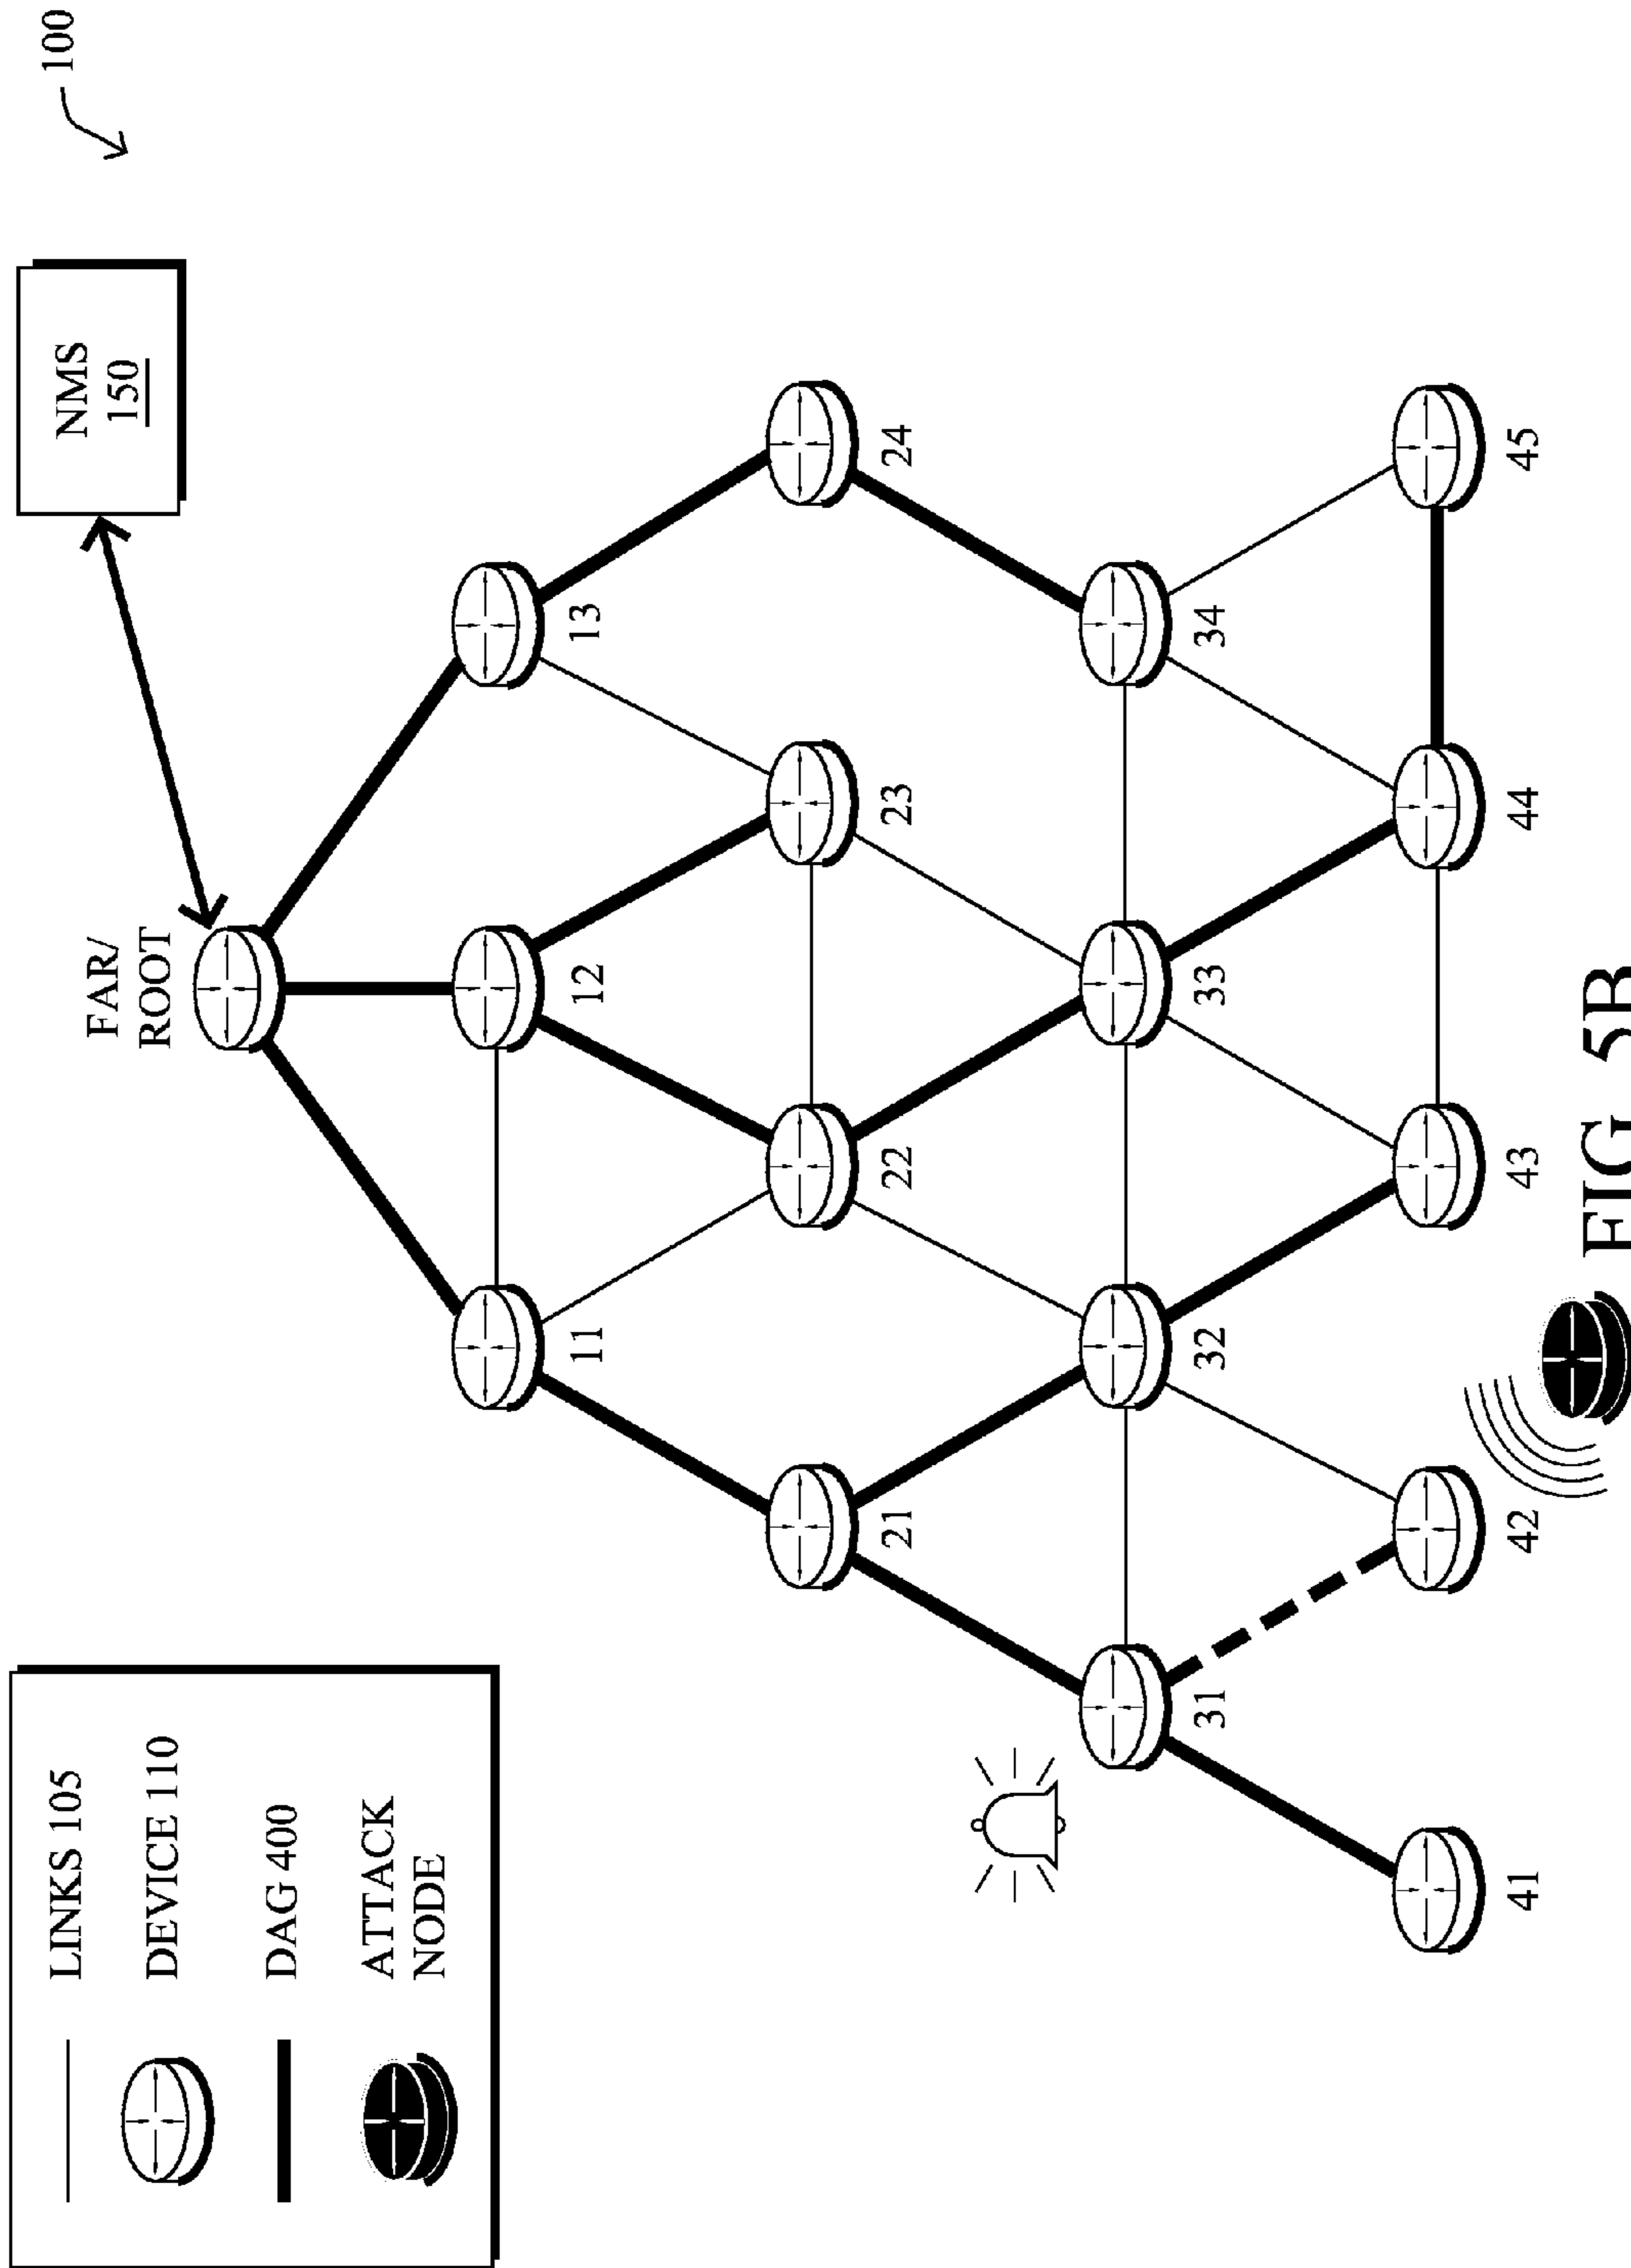 LINKS 105
DEVICE 110
DAG 400
ATTACK
NODE
FAR/
ROOT
NMS
150
100
11
12
13
21
22
23
24
31
32
33
34
41
42
43
44
45
FIG. 5B